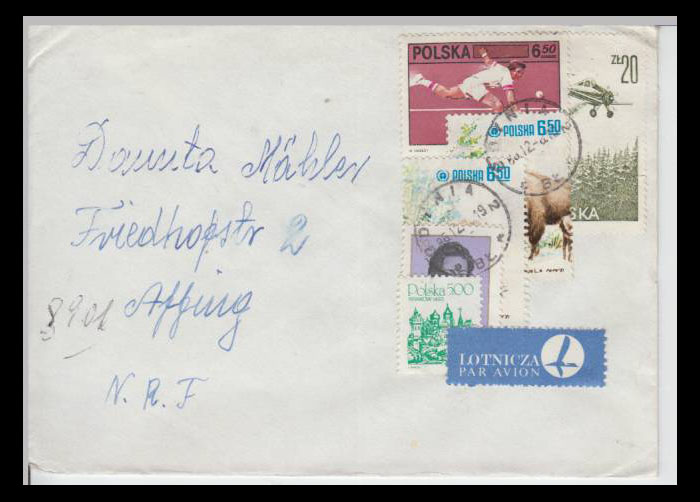 POLSKA 6.50
ZŁ 20
POLSKA 6.50
POLSKA 6.50
SKA
Polska 5.00
LOTNICZA
PAR AVION
Danuta Mähler
Friedhofstr 2
8901
Affing
N.R.F